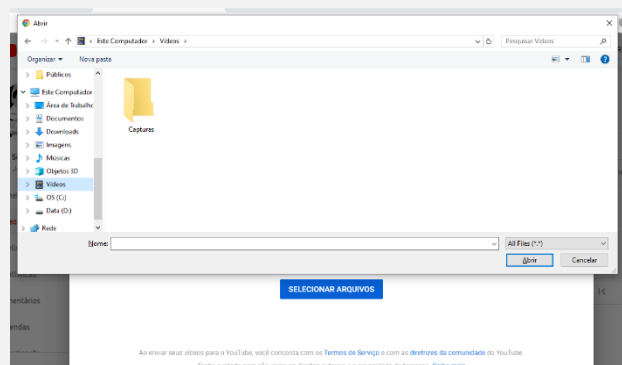 Abrir
Este Computador > Vídeos >
Pesquisar Vídeos
Organizar
Nova pasta
Públicos
Este Computador
Área de Trabalho
Documentos
Downloads
Imagens
Músicas
Objetos 3D
Vídeos
OS (C:)
Data (D:)
Rede
Capturas
Nome:
All Files (*.*)
Abrir
Cancelar
SELECIONAR ARQUIVOS
Ao enviar seus vídeos para o YouTube, você concorda com os Termos de Serviço e com as diretrizes da comunidade do YouTube.